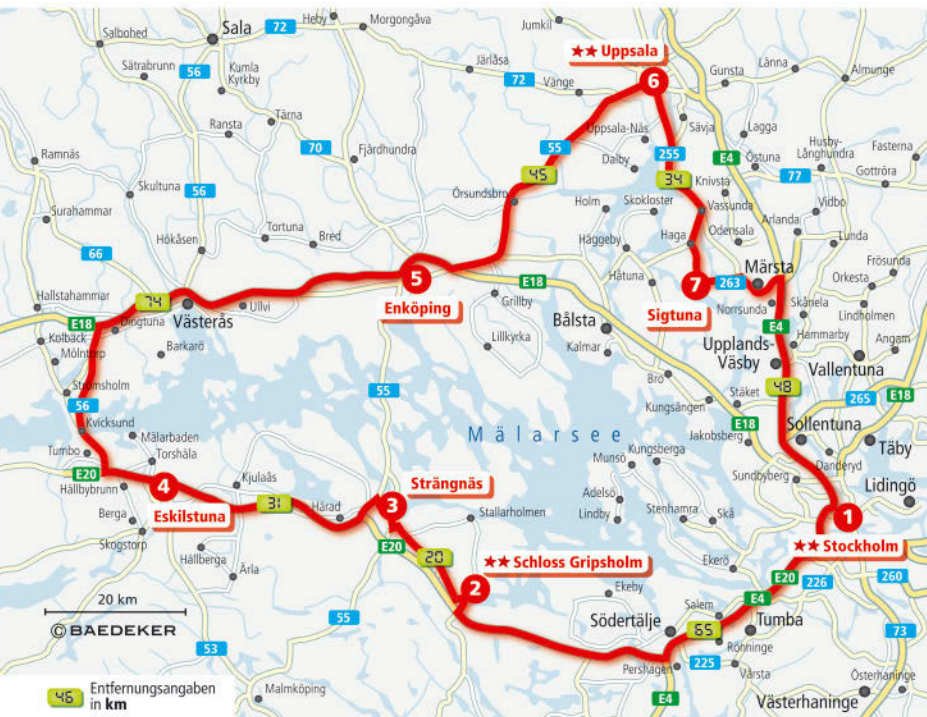 Heby
Morgongåva
Jumkil
Salbohed
Sala
72
★★ Uppsala
Järlåsa
Gunsta
Länna
Almunge
Sätrabrunn
56
Kumla
Kyrkby
72
Vänge
6
Tärna
Ransta
Uppsala-Näs
Sävja
Lagga
Husby-
Långhundra
Fasterna
Ramnäs
70
Fjärdhundra
55
255
E4
Dalby
Östuna
77
Gottröra
Skultuna
56
45
34
Knivsta
Örsundsbro
Holm
Skokloster
Vassunda
Vidbo
Surahammar
Arlanda
Tortuna
Bred
Häggeby
Haga
Odensala
Lunda
Hökåsen
66
5
E18
Håtuna
7
263
Märsta
Frösunda
Orkesta
Hallstahammar
74
Ullvi
Enköping
Grillby
Sigtuna
Norrsunda
Skånela
Lindholmen
E18
Dingtuna
Västerås
Bålsta
E4
Hammarby
Angarn
Kolbäck
Barkarö
Lillkyrka
Kalmar
Upplands-
Väsby
Vallentuna
Mölntorp
Strömsholm
55
Bro
Ståket
48
265
E18
56
Kungsängen
Kvicksund
Mälarbaden
Mälarsee
E18
Sollentuna
Täby
Tumbo
Torshäla
Kungsberga
Jakobsberg
Danderyd
E20
Munsö
Sundbyberg
Hällbybrunn
4
Kjulaås
Strängnäs
Lidingö
31
3
Adelsö
Stenhamra
Skå
1
Berga
Eskilstuna
Hårad
Stallarholmen
Lindby
Skogstorp
E20
★★ Stockholm
Hällberga
20
★★ Schloss Gripsholm
Ekerö
E20
Ärla
2
Ekeby
E4
226
260
20 km
55
Salem
© BAEDEKER
Södertälje
65
Tumba
73
53
Rönninge
Pershagen
225
Värsta
Österhaninge
46
Entfernungsangaben
in km
Malmköping
E4
Västerhaninge